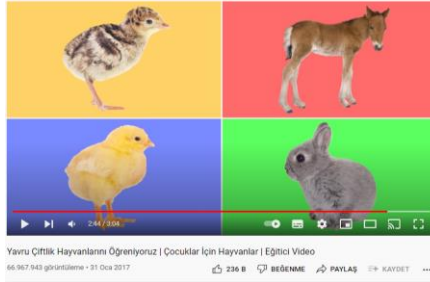 2:44 / 3:04
Yavru Çiftlik Hayvanlarını Öğreniyoruz | Çocuklar İçin Hayvanlar | Eğitici Video
66.967.943 görüntüleme • 31 Oca 2017
236 B BEĞENME PAYLAŞ KAYDET ...